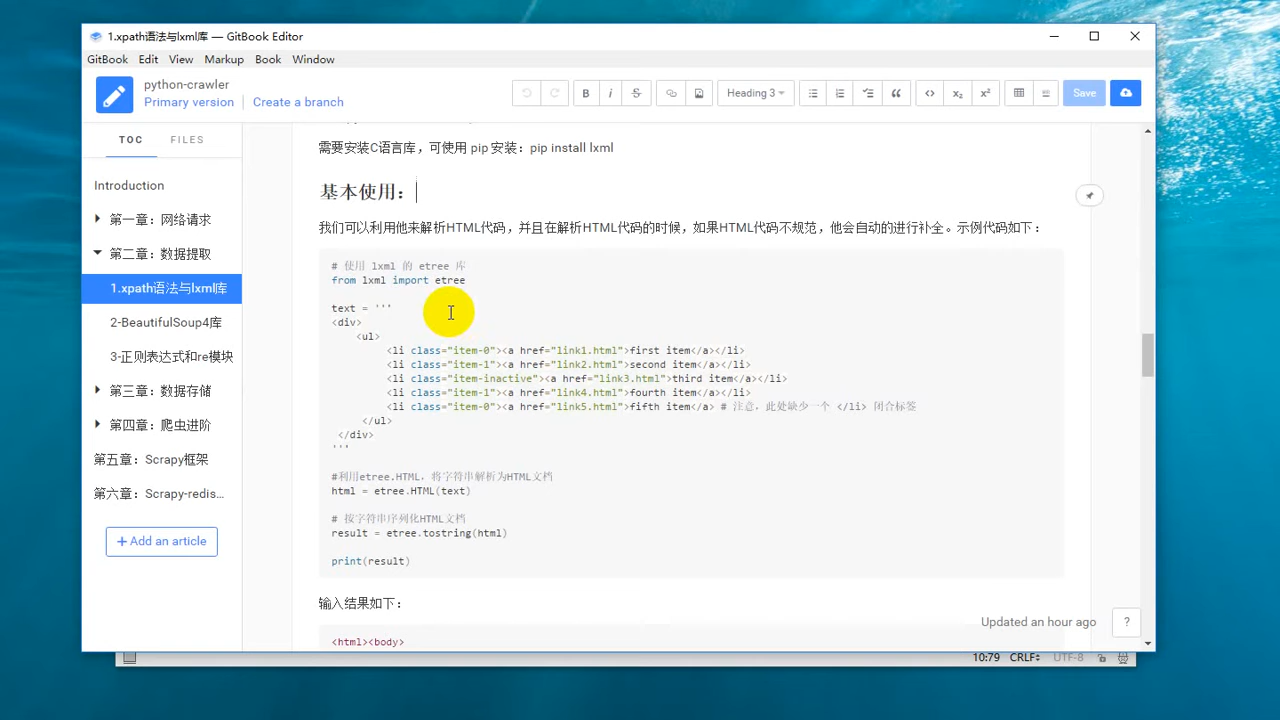 1.xpath语法与lxml库 — GitBook Editor
GitBook Edit View Markup Book Window
python-crawler
Primary version Create a branch
B i S Heading 3 “ <> x₂ x² Save
TOC FILES
需要安装C语言库，可使用 pip 安装：pip install lxml
Introduction
基本使用：
第一章：网络请求
我们可以利用他来解析HTML代码，并且在解析HTML代码的时候，如果HTML代码不规范，他会自动的进行补全。示例代码如下：
第二章：数据提取
1.xpath语法与lxml库
2-BeautifulSoup4库
3-正则表达式和re模块
第三章：数据存储
第四章：爬虫进阶
第五章：Scrapy框架
第六章：Scrapy-redis...
+ Add an article
# 使用 lxml 的 etree 库
from lxml import etree
text = '''
<div>
<ul>
<li class="item-0"><a href="link1.html">first item</a></li>
<li class="item-1"><a href="link2.html">second item</a></li>
<li class="item-inactive"><a href="link3.html">third item</a></li>
<li class="item-1"><a href="link4.html">fourth item</a></li>
<li class="item-0"><a href="link5.html">fifth item</a> # 注意，此处缺少一个 </li> 闭合标签
</ul>
</div>
'''
#利用etree.HTML，将字符串解析为HTML文档
html = etree.HTML(text)
# 按字符串序列化HTML文档
result = etree.tostring(html)
print(result)
输入结果如下：
Updated an hour ago ?
<html><body>
10:79 CRLF UTF-8